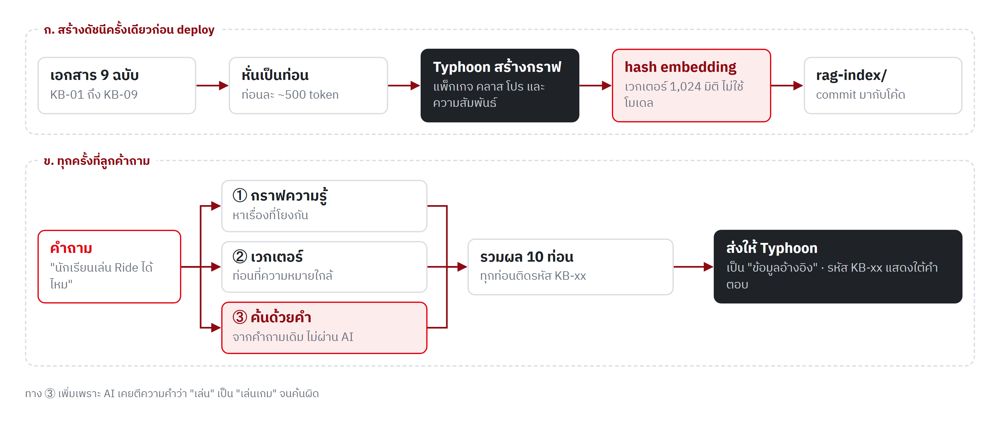 ก. สร้างดัชนีครั้งเดียวก่อน deploy
เอกสาร 9 ฉบับ
KB-01 ถึง KB-09
หั่นเป็นท่อน
ท่อนละ ~500 token
Typhoon สร้างกราฟ
แพ็กเกจ คลาส โปร และ
ความสัมพันธ์
hash embedding
เวกเตอร์ 1,024 มิติ ไม่ใช้
โมเดล
rag-index/
commit มากับโค้ด
ข. ทุกครั้งที่ลูกค้าถาม
คำถาม
"นักเรียนเล่น Ride ได้
ไหม"
① กราฟความรู้
หาเรื่องที่โยงกัน
② เวกเตอร์
ท่อนที่ความหมายใกล้
③ ค้นด้วยคำ
จากคำถามเดิม ไม่ผ่าน AI
รวมผล 10 ท่อน
ทุกท่อนติดรหัส KB-xx
ส่งให้ Typhoon
เป็น "ข้อมูลอ้างอิง" · รหัส KB-xx แสดงใต้คำ
ตอบ
ทาง ③ เพิ่มเพราะ AI เคยตีความคำว่า "เล่น" เป็น "เล่นเกม" จนค้นผิด